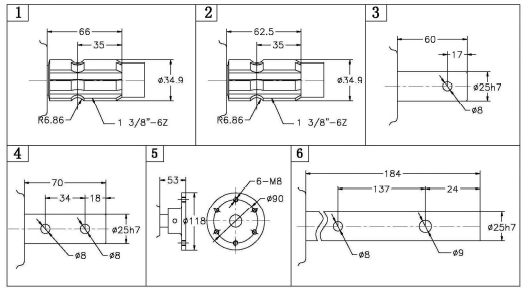 1
66
35
ø34.9
R6.86
1 3/8"-6Z
2
62.5
35
ø34.9
R6.86
1 3/8"-6Z
3
60
17
ø25h7
ø8
4
70
34
18
ø25h7
ø8
ø8
5
53
6-M8
ø90
ø118
6
184
137
24
ø25h7
ø8
ø9